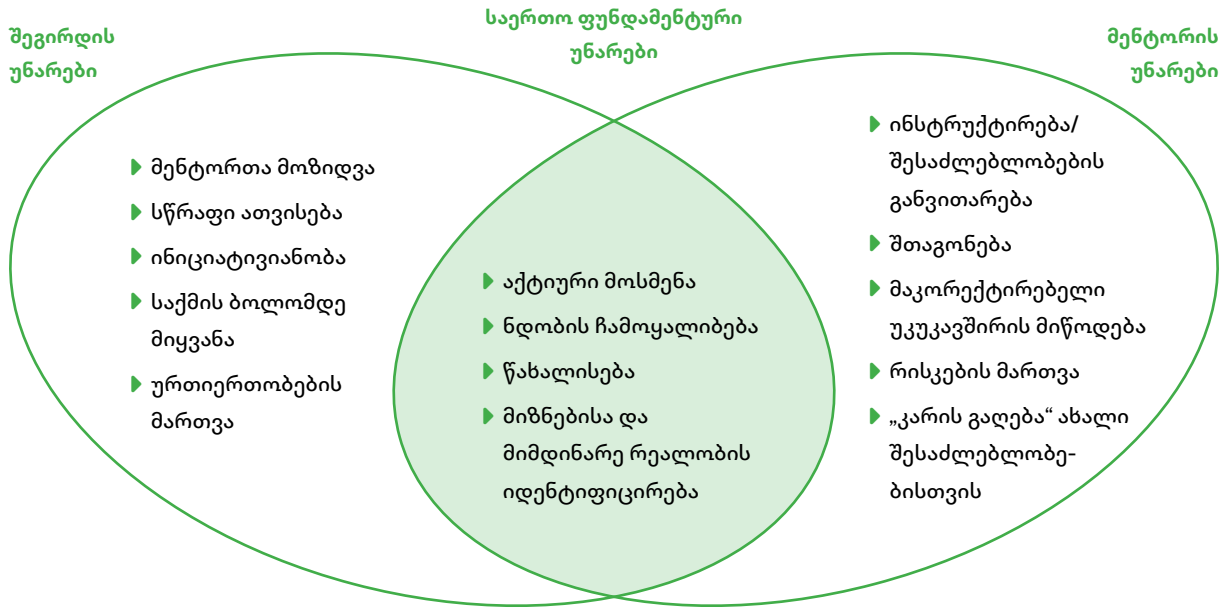 შეგირდის
უნარები
საერთო ფუნდამენტური
უნარები
მენტორის
უნარები
მენტორთა მოზიდვა
სწრაფი ათვისება
ინიციატივიანობა
საქმის ბოლომდე
მიყვანა
ურთიერთობების
მართვა
აქტიური მოსმენა
ნდობის ჩამოყალიბება
წახალისება
მიზნებისა და
მიმდინარე რეალობის
იდენტიფიცირება
ინსტრუქტირება/
შესაძლებლობების
განვითარება
შთაგონება
მაკორექტირებელი
უკუკავშირის მიწოდება
რისკების მართვა
„კარის გაღება“ ახალი
შესაძლებლობე-
ბისთვის